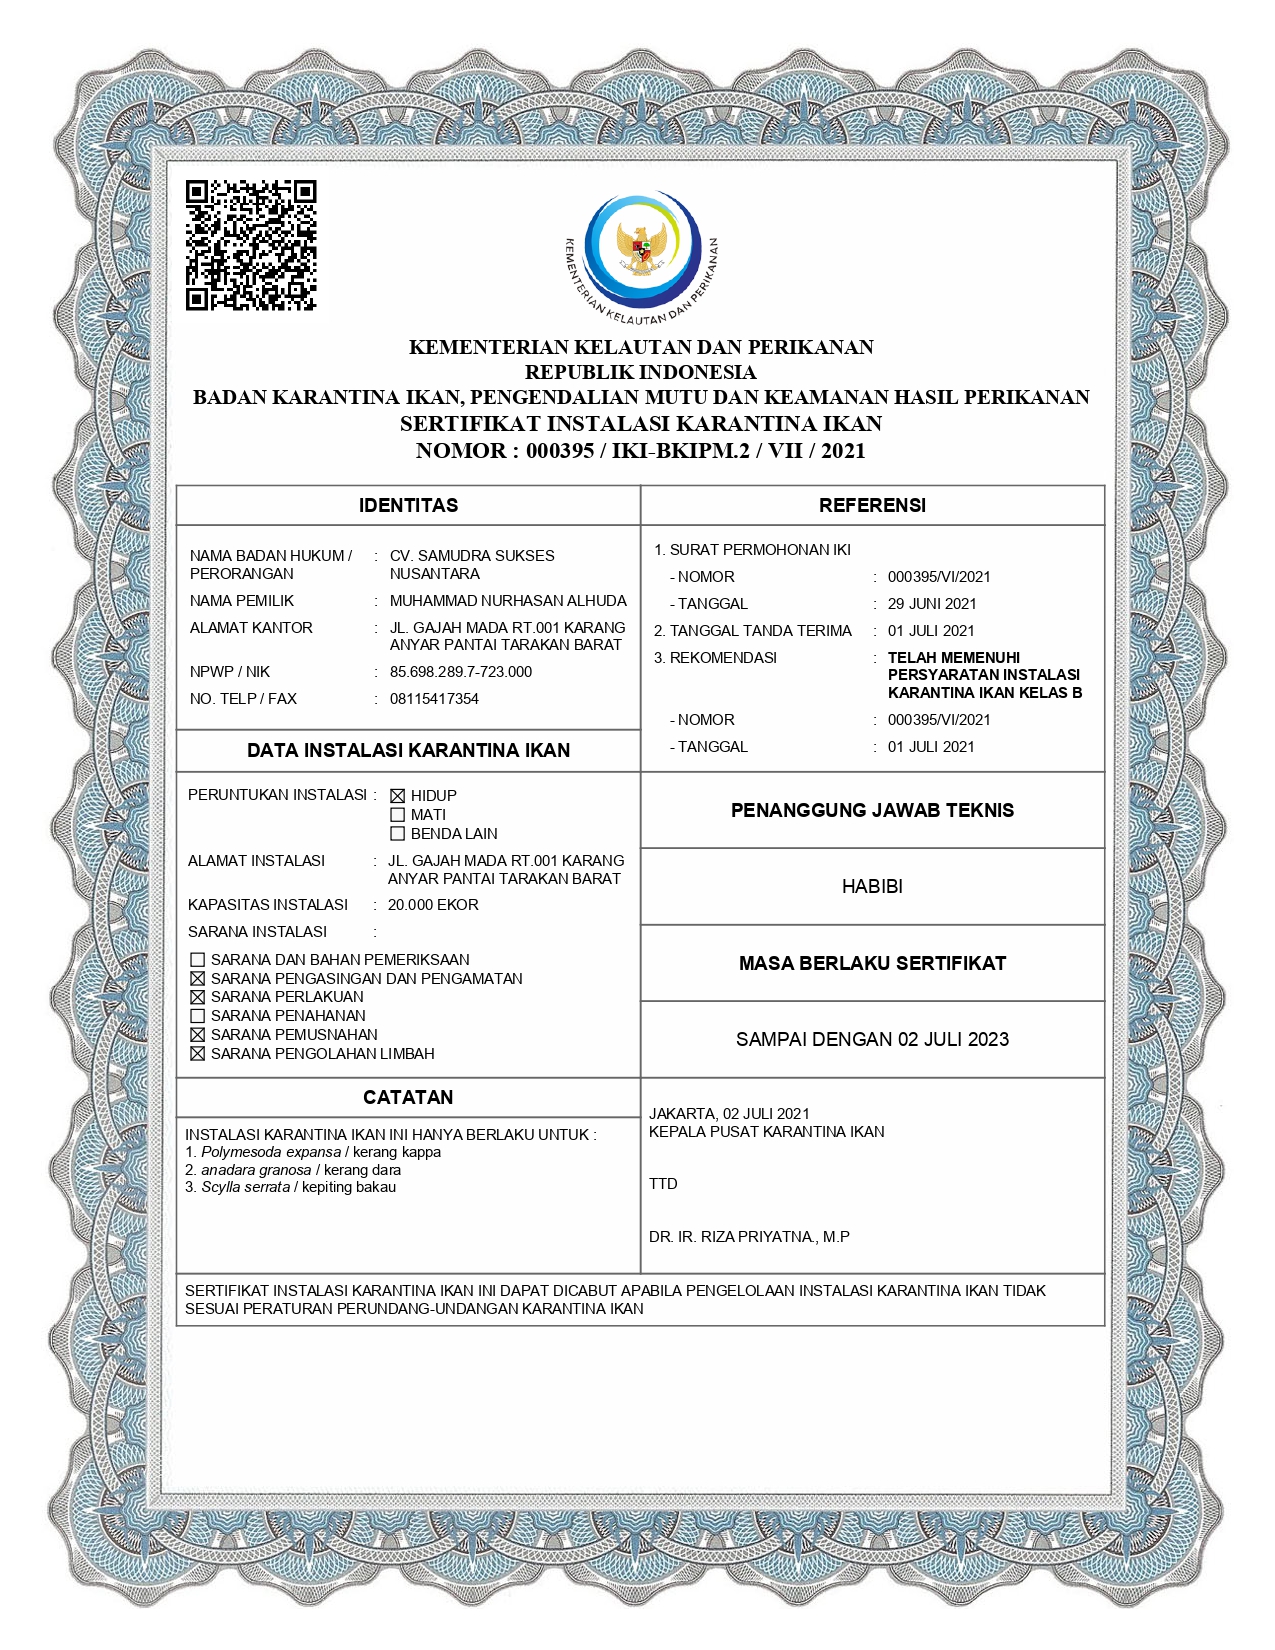 KEMENTERIAN KELAUTAN DAN PERIKANAN
KEMENTERIAN KELAUTAN DAN PERIKANAN
REPUBLIK INDONESIA
BADAN KARANTINA IKAN, PENGENDALIAN MUTU DAN KEAMANAN HASIL PERIKANAN
SERTIFIKAT INSTALASI KARANTINA IKAN
NOMOR : 000395 / IKI-BKIPM.2 / VII / 2021
IDENTITAS
NAMA BADAN HUKUM / : CV. SAMUDRA SUKSES
PERORANGAN NUSANTARA
NAMA PEMILIK : MUHAMMAD NURHASAN ALHUDA
ALAMAT KANTOR : JL. GAJAH MADA RT.001 KARANG
ANYAR PANTAI TARAKAN BARAT
NPWP / NIK : 85.698.289.7-723.000
NO. TELP / FAX : 08115417354
REFERENSI
1. SURAT PERMOHONAN IKI
- NOMOR : 000395/VI/2021
- TANGGAL : 29 JUNI 2021
2. TANGGAL TANDA TERIMA : 01 JULI 2021
3. REKOMENDASI : TELAH MEMENUHI
PERSYARATAN INSTALASI
KARANTINA IKAN KELAS B
- NOMOR : 000395/VI/2021
- TANGGAL : 01 JULI 2021
DATA INSTALASI KARANTINA IKAN
PERUNTUKAN INSTALASI : ☒ HIDUP
☐ MATI
☐ BENDA LAIN
ALAMAT INSTALASI : JL. GAJAH MADA RT.001 KARANG
ANYAR PANTAI TARAKAN BARAT
KAPASITAS INSTALASI : 20.000 EKOR
SARANA INSTALASI :
☐ SARANA DAN BAHAN PEMERIKSAAN
☒ SARANA PENGASINGAN DAN PENGAMATAN
☒ SARANA PERLAKUAN
☐ SARANA PENAHANAN
☒ SARANA PEMUSNAHAN
☒ SARANA PENGOLAHAN LIMBAH
PENANGGUNG JAWAB TEKNIS
HABIBI
MASA BERLAKU SERTIFIKAT
SAMPAI DENGAN 02 JULI 2023
CATATAN
INSTALASI KARANTINA IKAN INI HANYA BERLAKU UNTUK :
1. Polymesoda expansa / kerang kappa
2. anadara granosa / kerang dara
3. Scylla serrata / kepiting bakau
JAKARTA, 02 JULI 2021
KEPALA PUSAT KARANTINA IKAN
TTD
DR. IR. RIZA PRIYATNA., M.P
SERTIFIKAT INSTALASI KARANTINA IKAN INI DAPAT DICABUT APABILA PENGELOLAAN INSTALASI KARANTINA IKAN TIDAK
SESUAI PERATURAN PERUNDANG-UNDANGAN KARANTINA IKAN